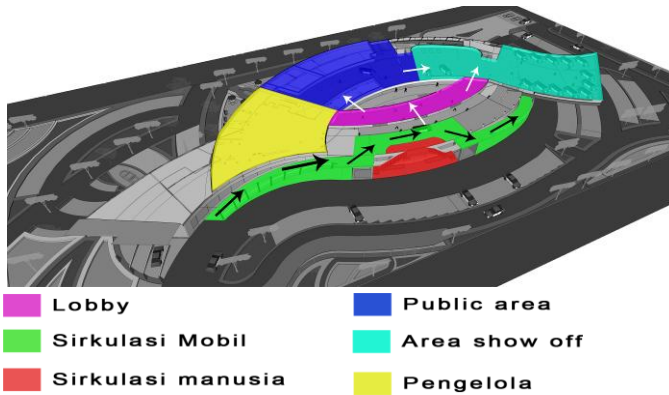 Lobby
Public area
Sirkulasi Mobil
Area show off
Sirkulasi manusia
Pengelola